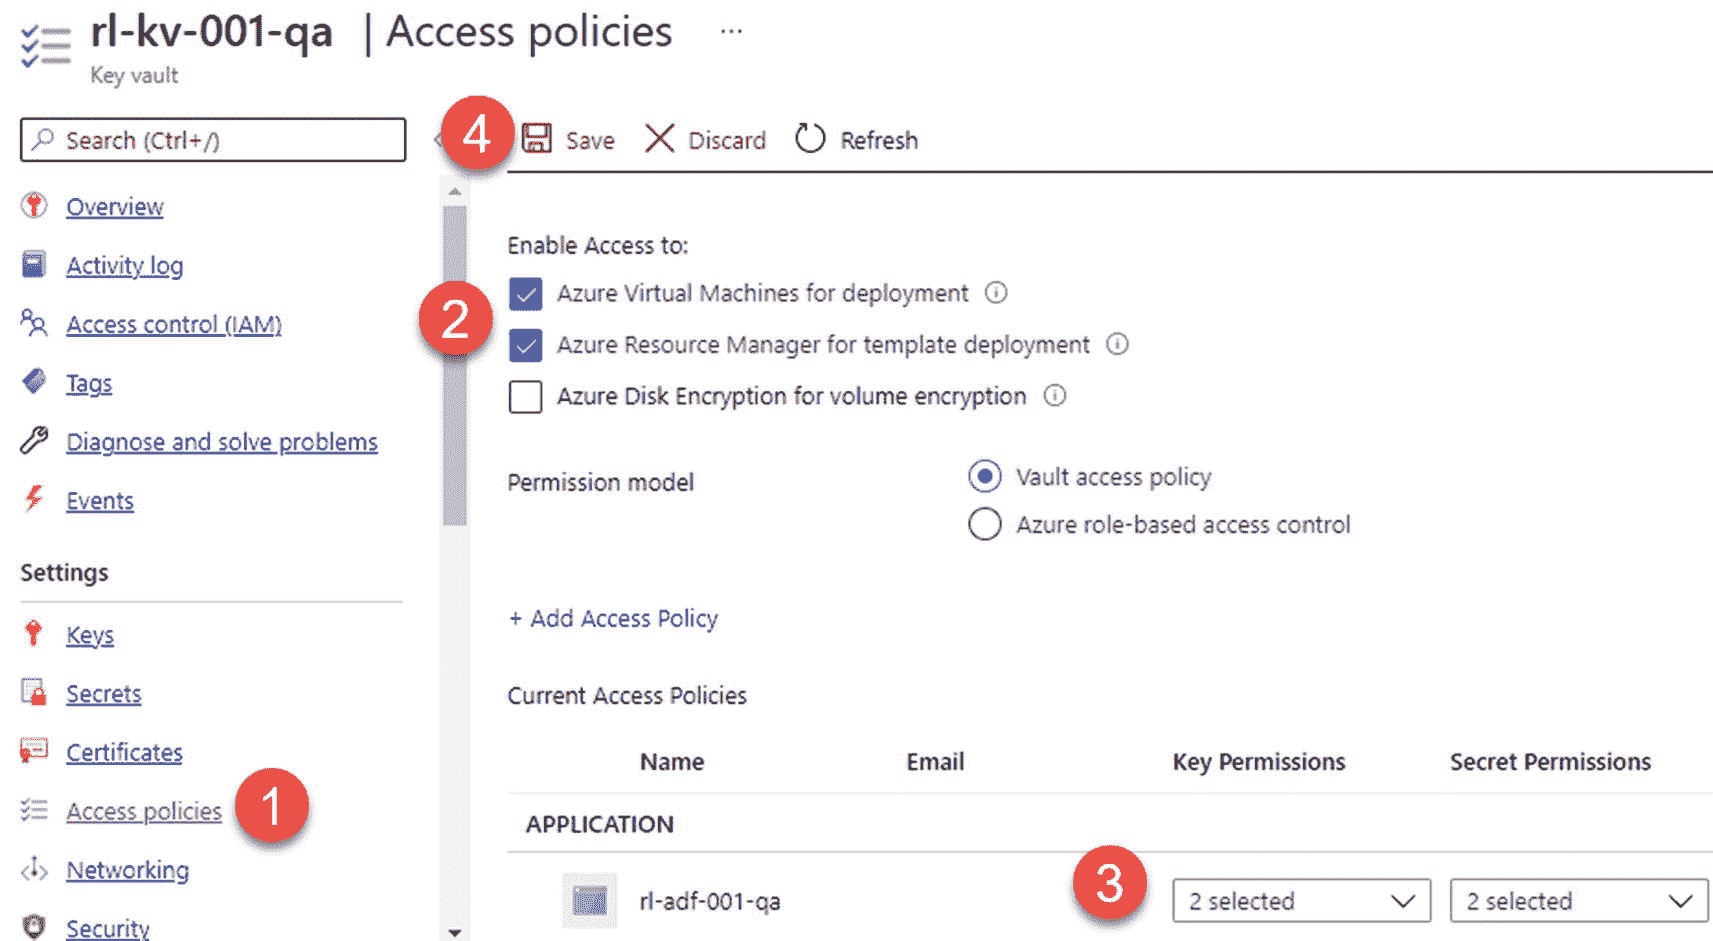 rl-kv-001-qa | Access policies ...
Key vault
Search (Ctrl+/)
4
Save
Discard
Refresh
Overview
Activity log
Access control (IAM)
Tags
Diagnose and solve problems
Events
Settings
Keys
Secrets
Certificates
Access policies
1
Networking
Security
Enable Access to:
Azure Virtual Machines for deployment
2
Azure Resource Manager for template deployment
Azure Disk Encryption for volume encryption
Permission model
Vault access policy
Azure role-based access control
+ Add Access Policy
Current Access Policies
Name Email Key Permissions Secret Permissions
APPLICATION
rl-adf-001-qa
3
2 selected
2 selected